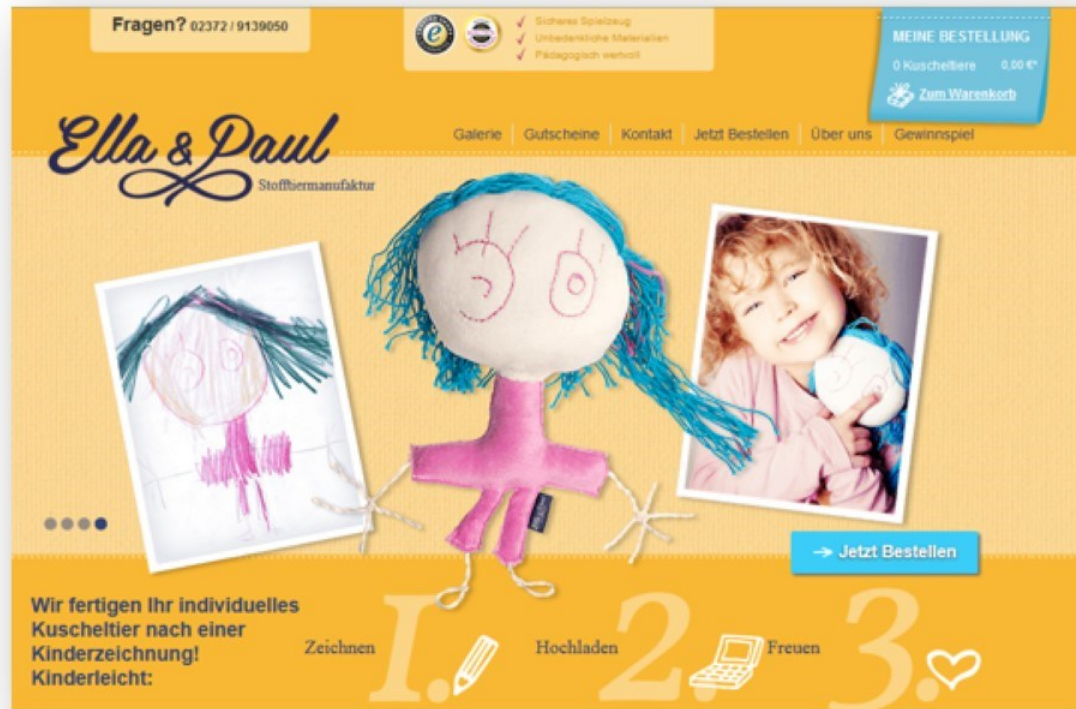 Fragen? 02372 / 9139050
Sicheres Spielzeug
Unbedenkliche Materialien
Pädagogisch wertvoll
MEINE BESTELLUNG
0 Kuscheltiere 0,00 €*
Zum Warenkorb
Ella & Paul
Stofftiermanufaktur
Galerie
Gutscheine
Kontakt
Jetzt Bestellen
Über uns
Gewinnspiel
→ Jetzt Bestellen
Wir fertigen Ihr individuelles
Kuscheltier nach einer
Kinderzeichnung!
Kinderleicht:
Zeichnen 1.
Hochladen 2.
Freuen 3.